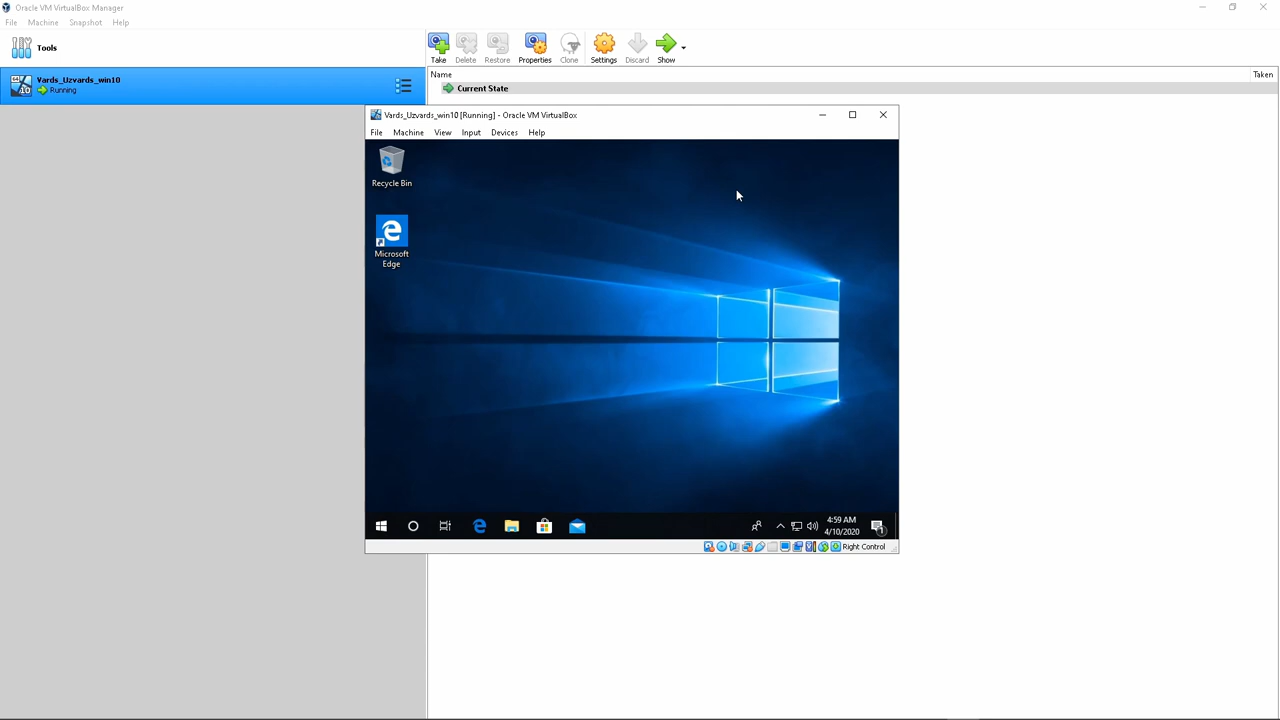 Oracle VM VirtualBox Manager
File Machine Snapshot Help
Tools
Take Delete Restore Properties Clone Settings Discard Show
Name Taken
Vards_Uzvards_win10
Running
Current State
Vards_Uzvards_win10 [Running] - Oracle VM VirtualBox
File Machine View Input Devices Help
Recycle Bin
Microsoft
Edge
4:59 AM
4/10/2020
1
Right Control